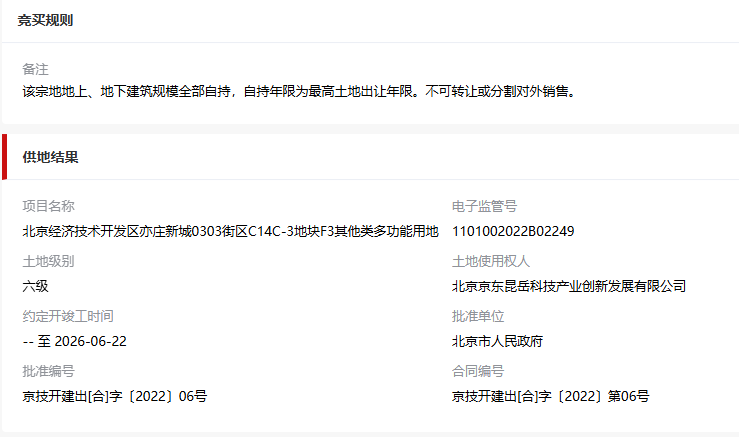 竞买规则
备注
该宗地地上、地下建筑规模全部自持，自持年限为最高土地出让年限。不可转让或分割对外销售。
供地结果
项目名称 电子监管号
北京经济技术开发区亦庄新城0303街区C14C-3地块F3其他类多功能用地 1101002022B02249
土地级别 土地使用权人
六级 北京京东昆岳科技产业创新发展有限公司
约定开竣工时间 批准单位
-- 至 2026-06-22 北京市人民政府
批准编号 合同编号
京技开建出[合]字〔2022〕06号 京技开建出[合]字〔2022〕第06号